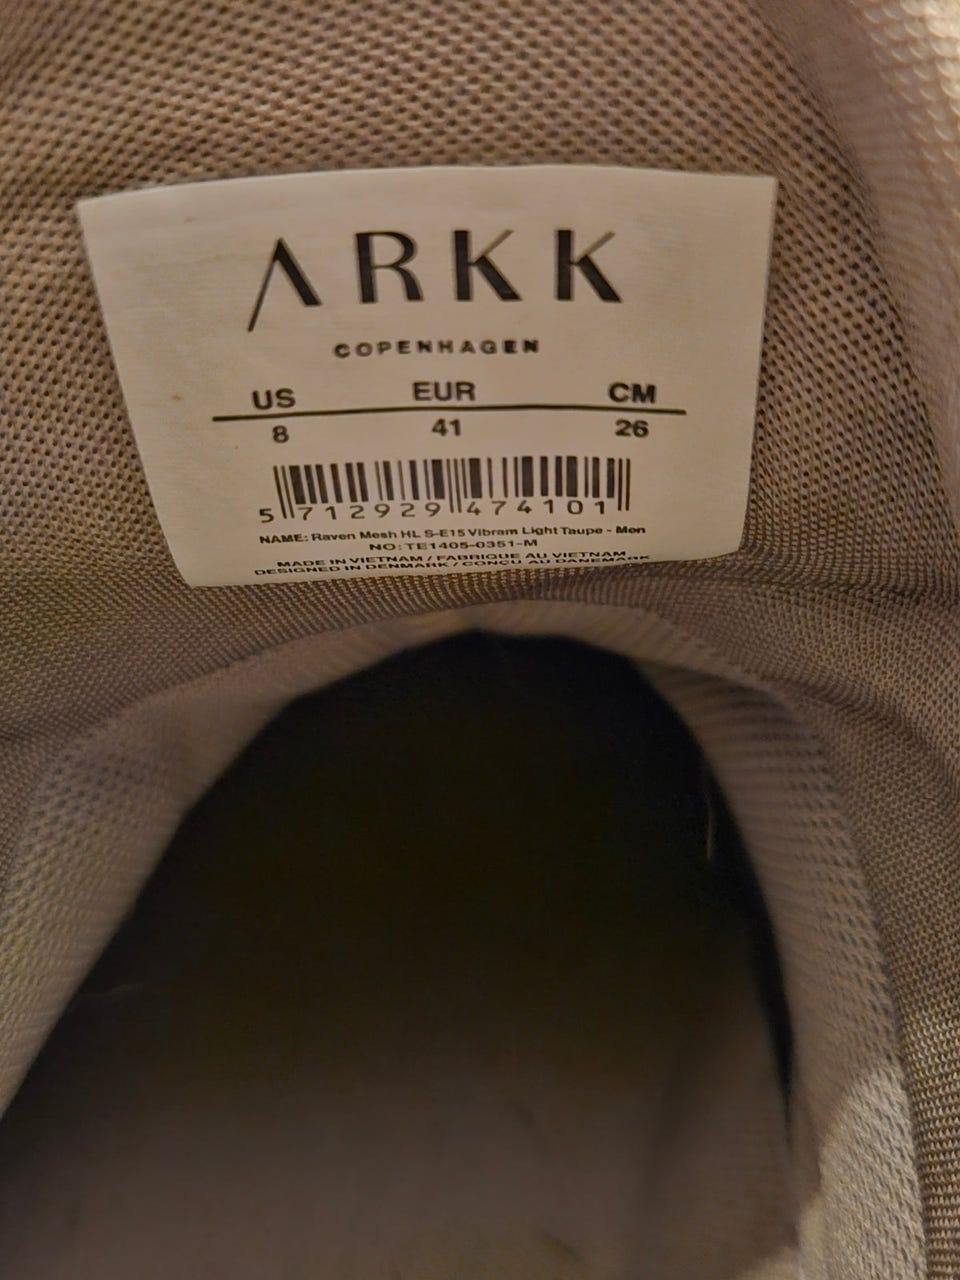 ARKK
COPENHAGEN
US EUR CM
8 41 26
5 712929 474101
NAME: Raven Mesh HL S-E15 Vibram Light Taupe - Men
NO: TE1405-0351-M
MADE IN VIETNAM / FABRIQUE AU VIETNAM
DESIGNED IN DENMARK / CONÇU AU DANEMARK